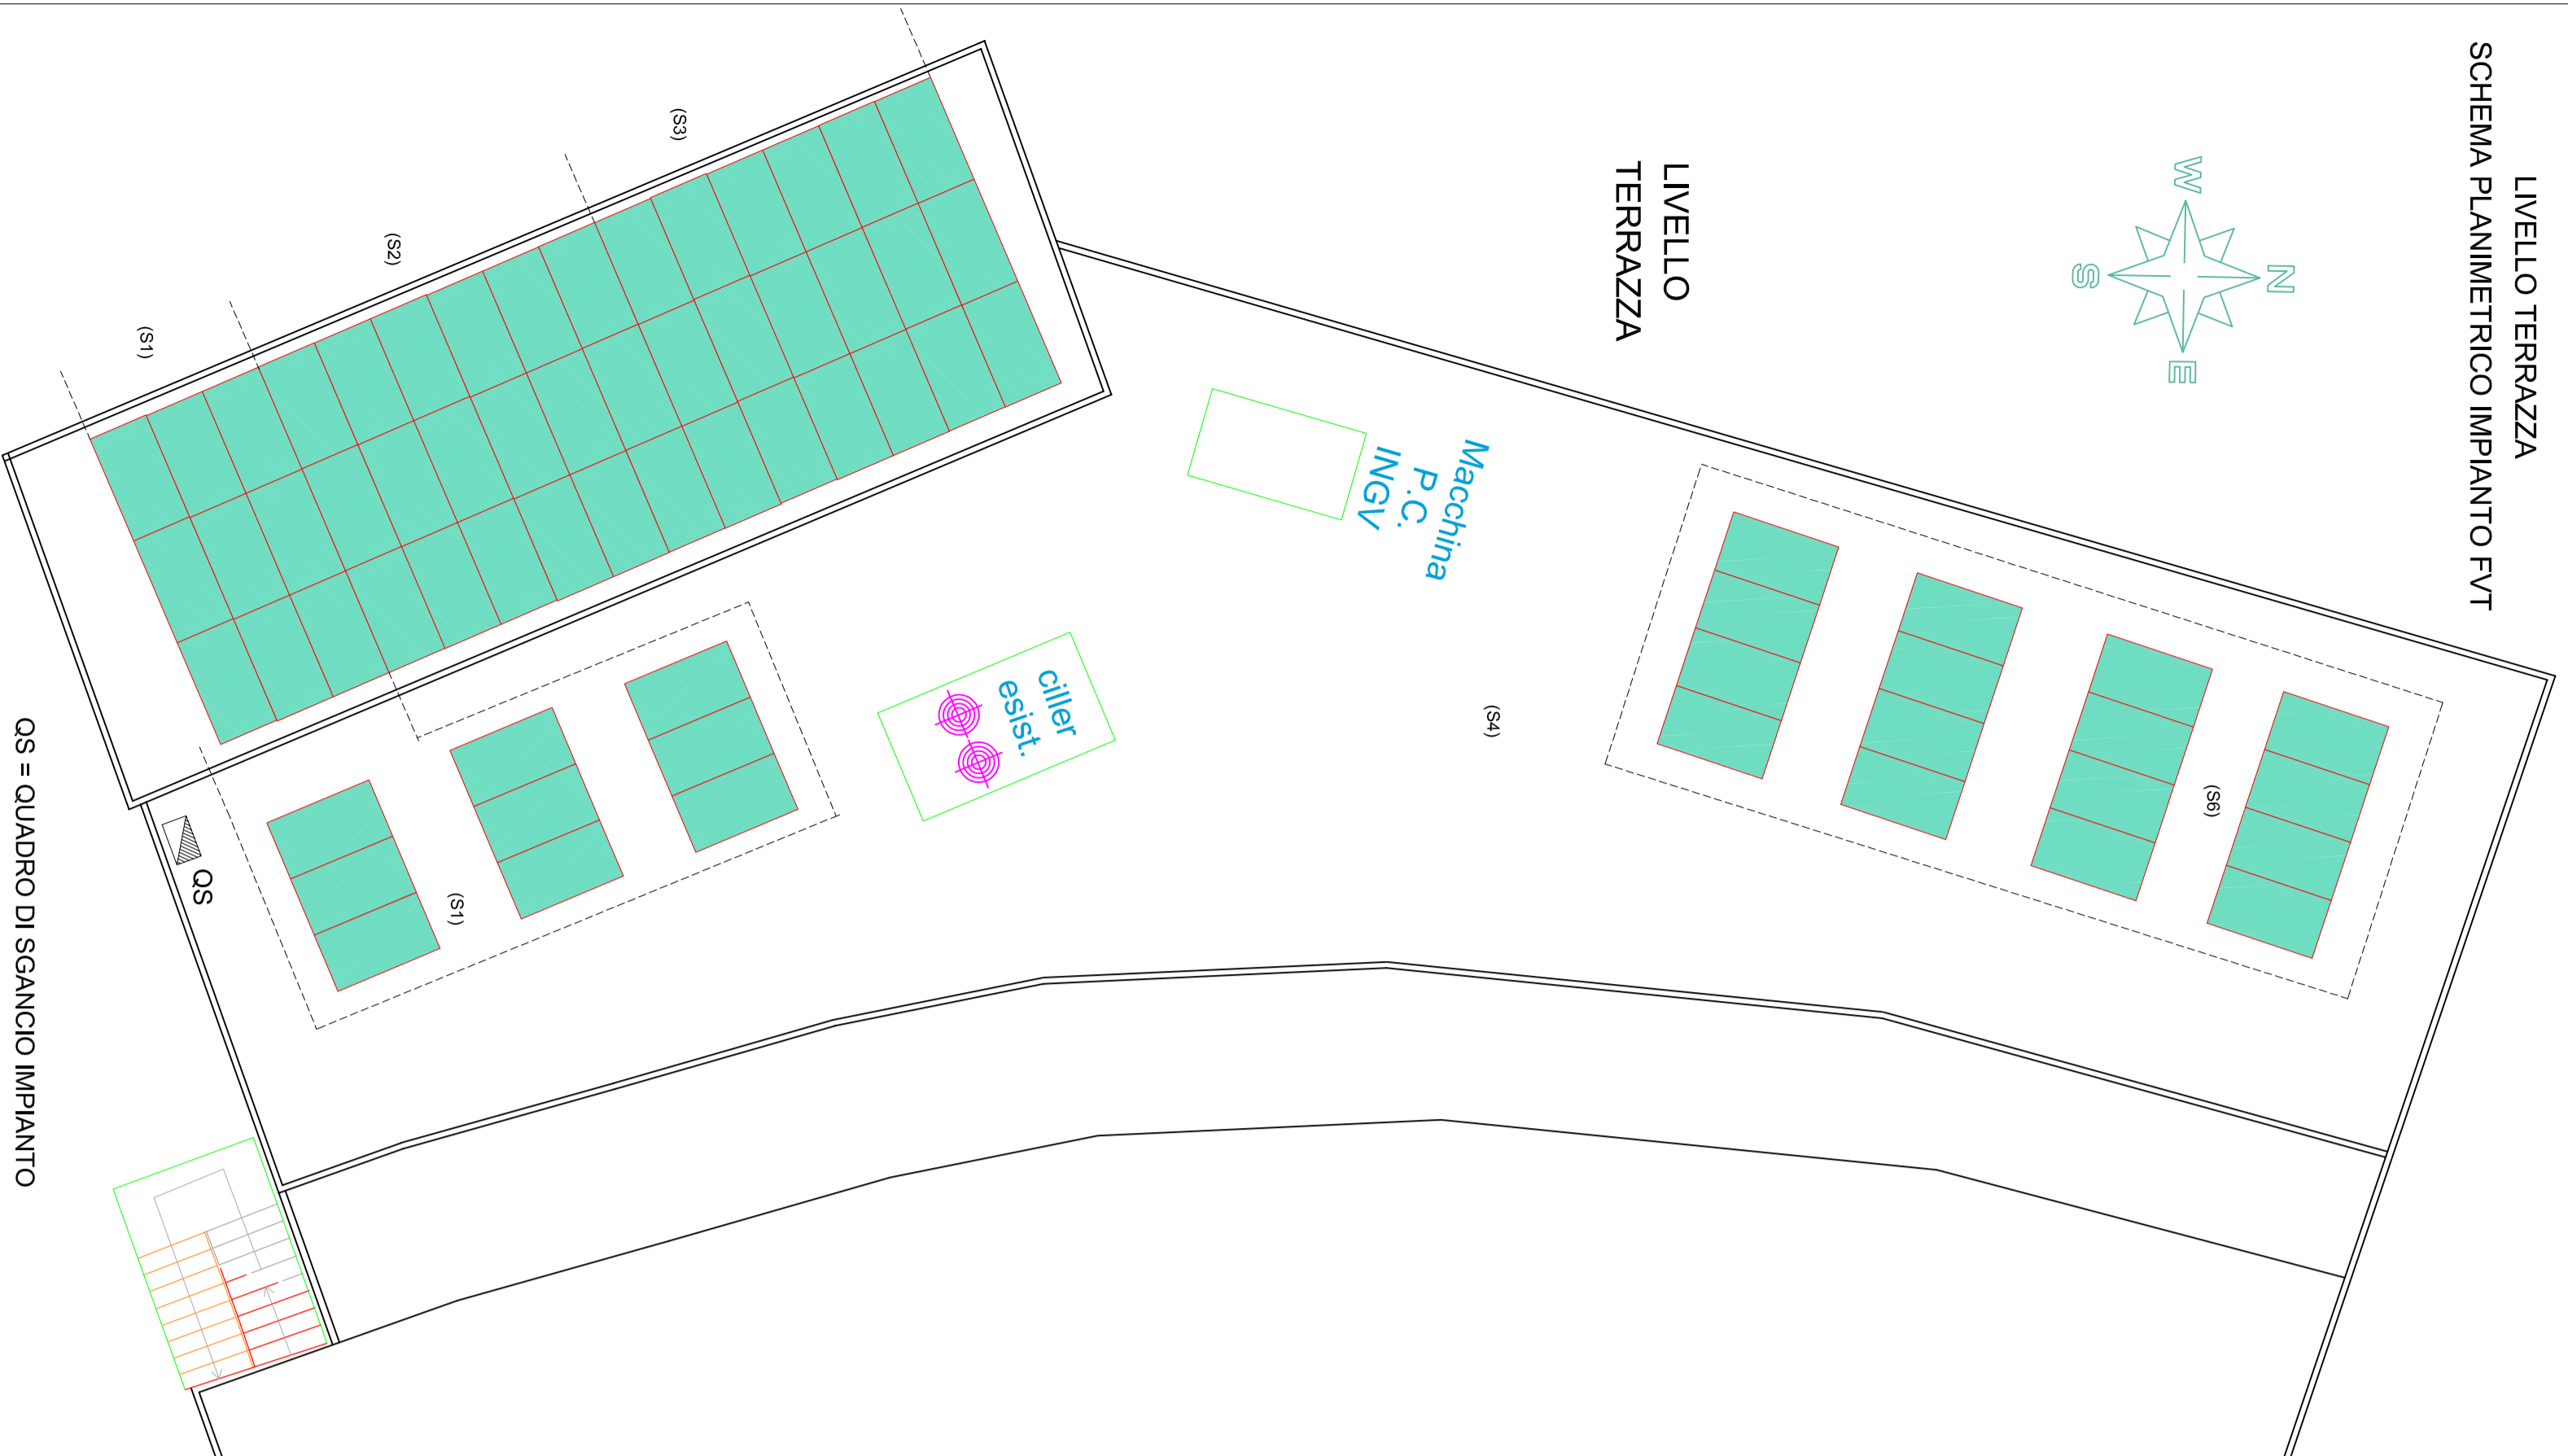 LIVELLO TERRAZZA
SCHEMA PLANIMETRICO IMPIANTO FVT
W
N
S
E
LIVELLO
TERRAZZA
(S3)
(S2)
(S1)
Macchina
P.C.
INGV
ciller
esist.
(S4)
(S6)
(S1)
QS
QS = QUADRO DI SGANCIO IMPIANTO